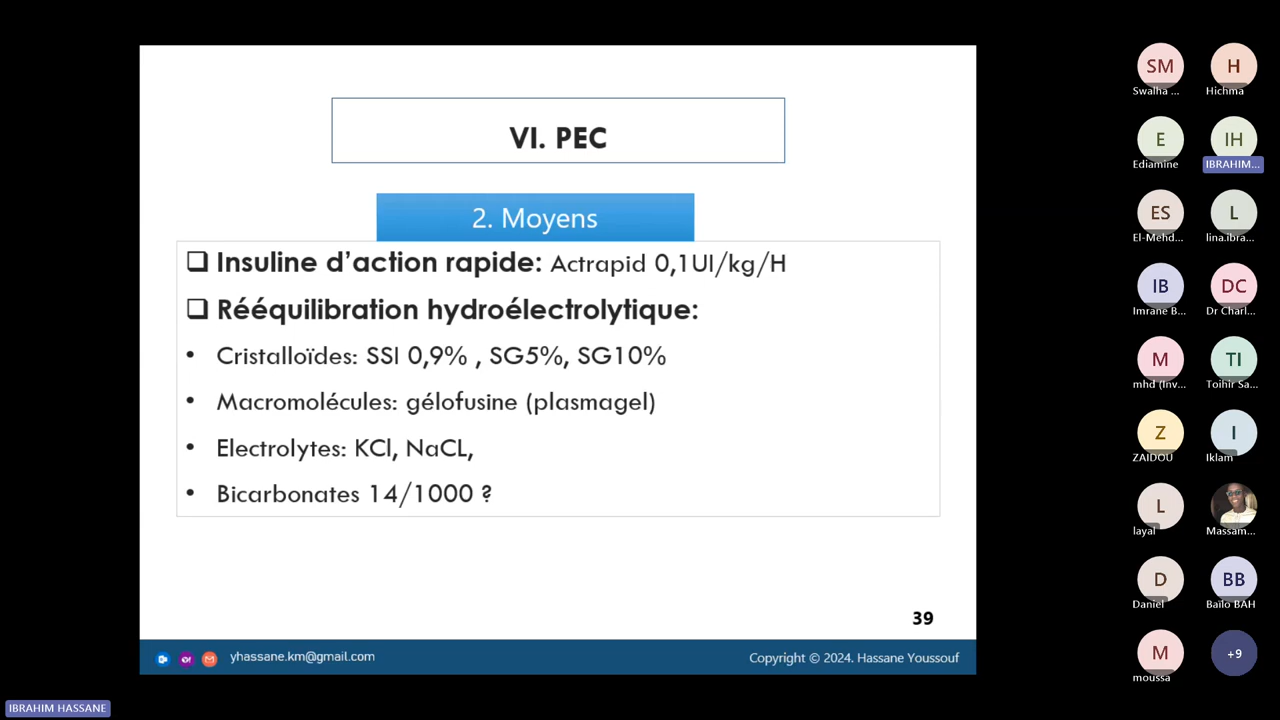 VI. PEC
2. Moyens
❑ Insuline d’action rapide: Actrapid 0,1UI/kg/H
❑ Rééquilibration hydroélectrolytique:
• Cristalloïdes: SSI 0,9% , SG5%, SG10%
• Macromolécules: gélofusine (plasmagel)
• Electrolytes: KCl, NaCL,
• Bicarbonates 14/1000 ?
39
yhassane.km@gmail.com
Copyright © 2024. Hassane Youssouf
IBRAHIM HASSANE
SM
Swalha ...
H
Hichma
E
Ediamine
IH
IBRAHIM...
ES
El-Mehd...
L
lina.ibra...
IB
Imrane B...
DC
Dr Charl...
M
mhd (Inv...
TI
Toihir Sa...
Z
ZAIDOU
I
Iklam
L
layal
Massam...
D
Daniel
BB
Bailo BAH
M
moussa
+9